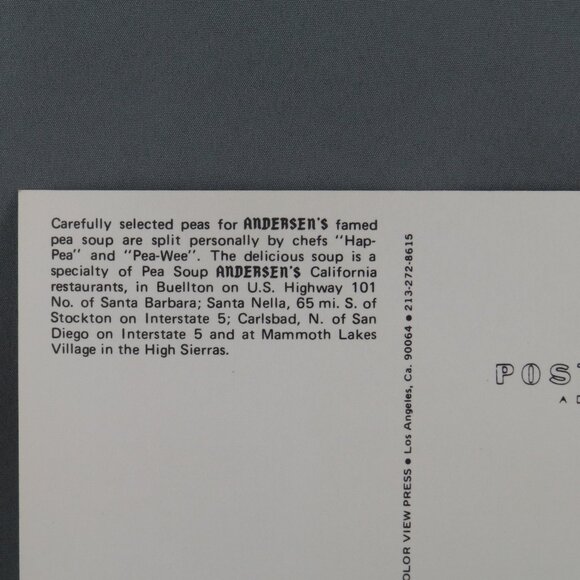 Carefully selected peas for ANDERSEN'S famed
pea soup are split personally by chefs "Hap-
Pea" and "Pea-Wee". The delicious soup is a
specialty of Pea Soup ANDERSEN'S California
restaurants, in Buellton on U.S. Highway 101
No. of Santa Barbara; Santa Nella, 65 mi. S. of
Stockton on Interstate 5; Carlsbad, N. of San
Diego on Interstate 5 and at Mammoth Lakes
Village in the High Sierras.
OLOR VIEW PRESS • Los Angeles, Ca. 90064 • 213-272-8615
POST
A D